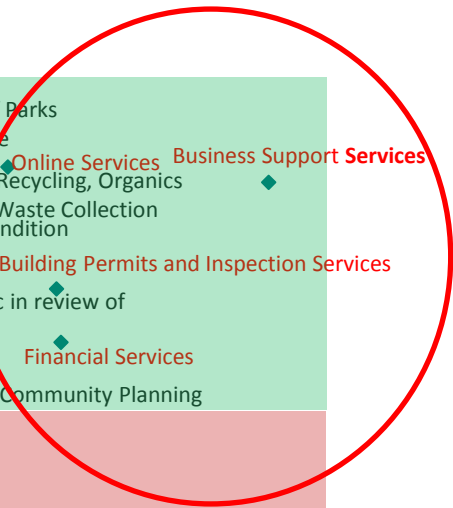 Parks
e
Online Services
Business Support Services
Recycling, Organics
Waste Collection
ndition
Building Permits and Inspection Services
c in review of
Financial Services
Community Planning